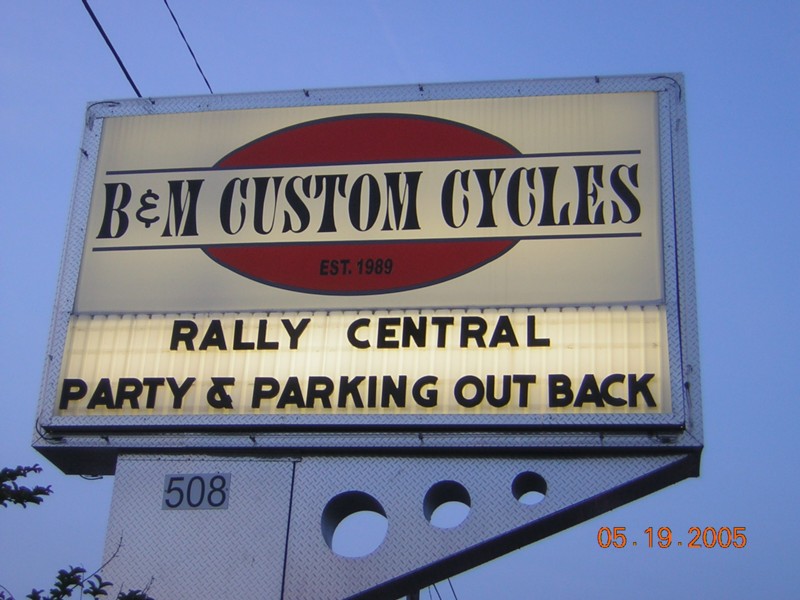 B&M CUSTOM CYCLES
EST. 1989
RALLY CENTRAL
PARTY & PARKING OUT BACK
508
05.19.2005